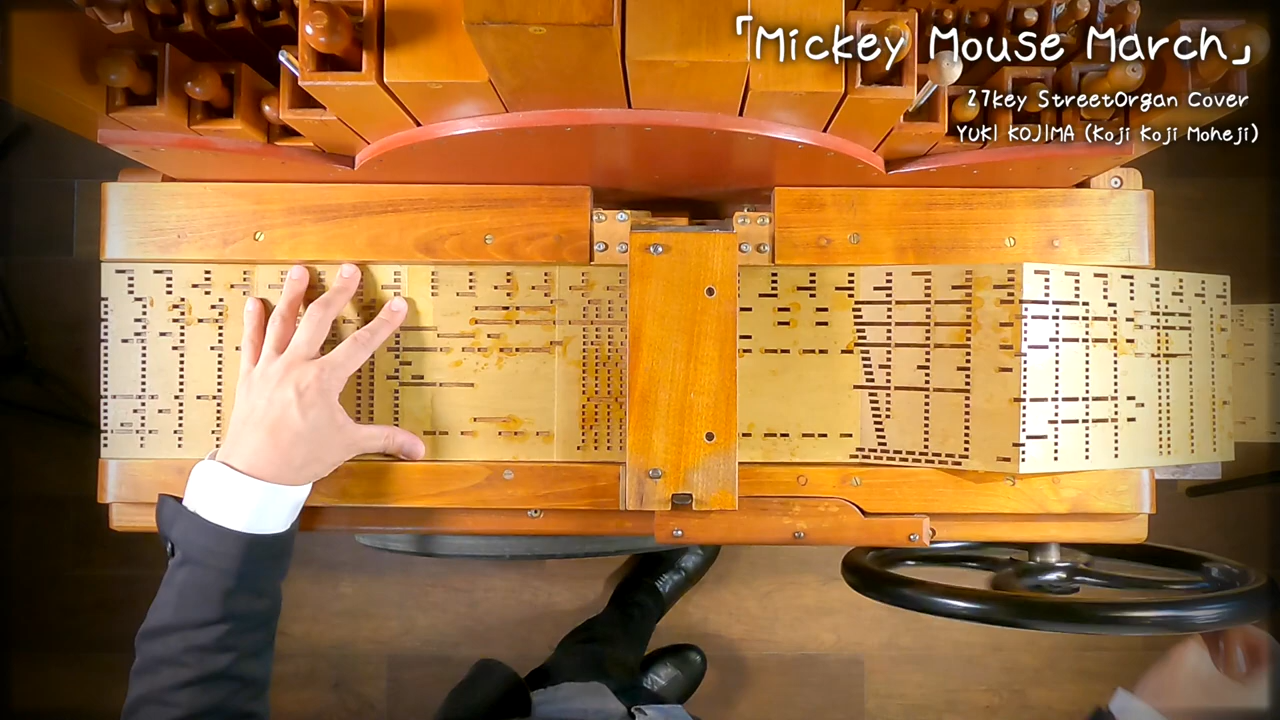 「Mickey Mouse March」
27key StreetOrgan Cover
YUKI KOJIMA (Koji Koji Moheji)